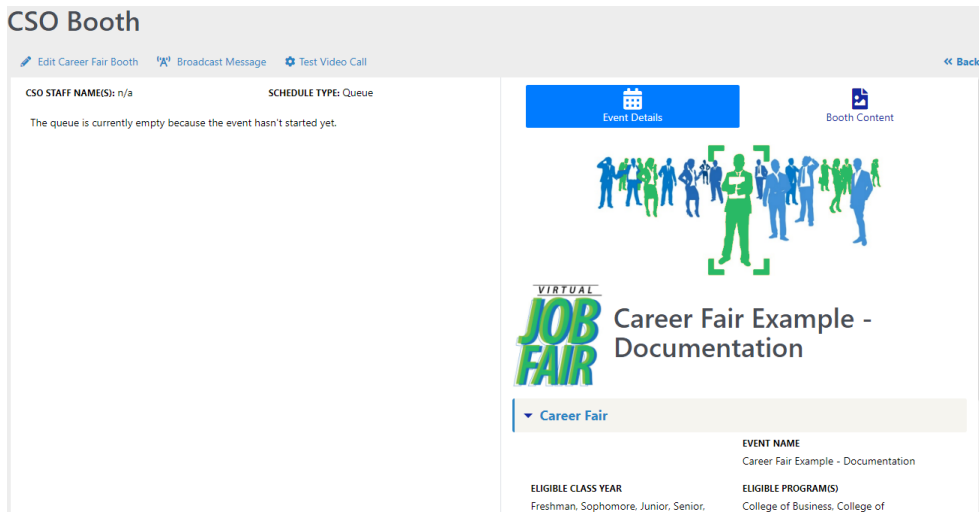 CSO Booth
Edit Career Fair Booth Broadcast Message Test Video Call « Back
CSO STAFF NAME(S): n/a SCHEDULE TYPE: Queue
The queue is currently empty because the event hasn't started yet.
Event Details Booth Content
VIRTUAL
JOB
FAIR
Career Fair Example -
Documentation
Career Fair
EVENT NAME
Career Fair Example - Documentation
ELIGIBLE CLASS YEAR ELIGIBLE PROGRAM(S)
Freshman, Sophomore, Junior, Senior, College of Business, College of